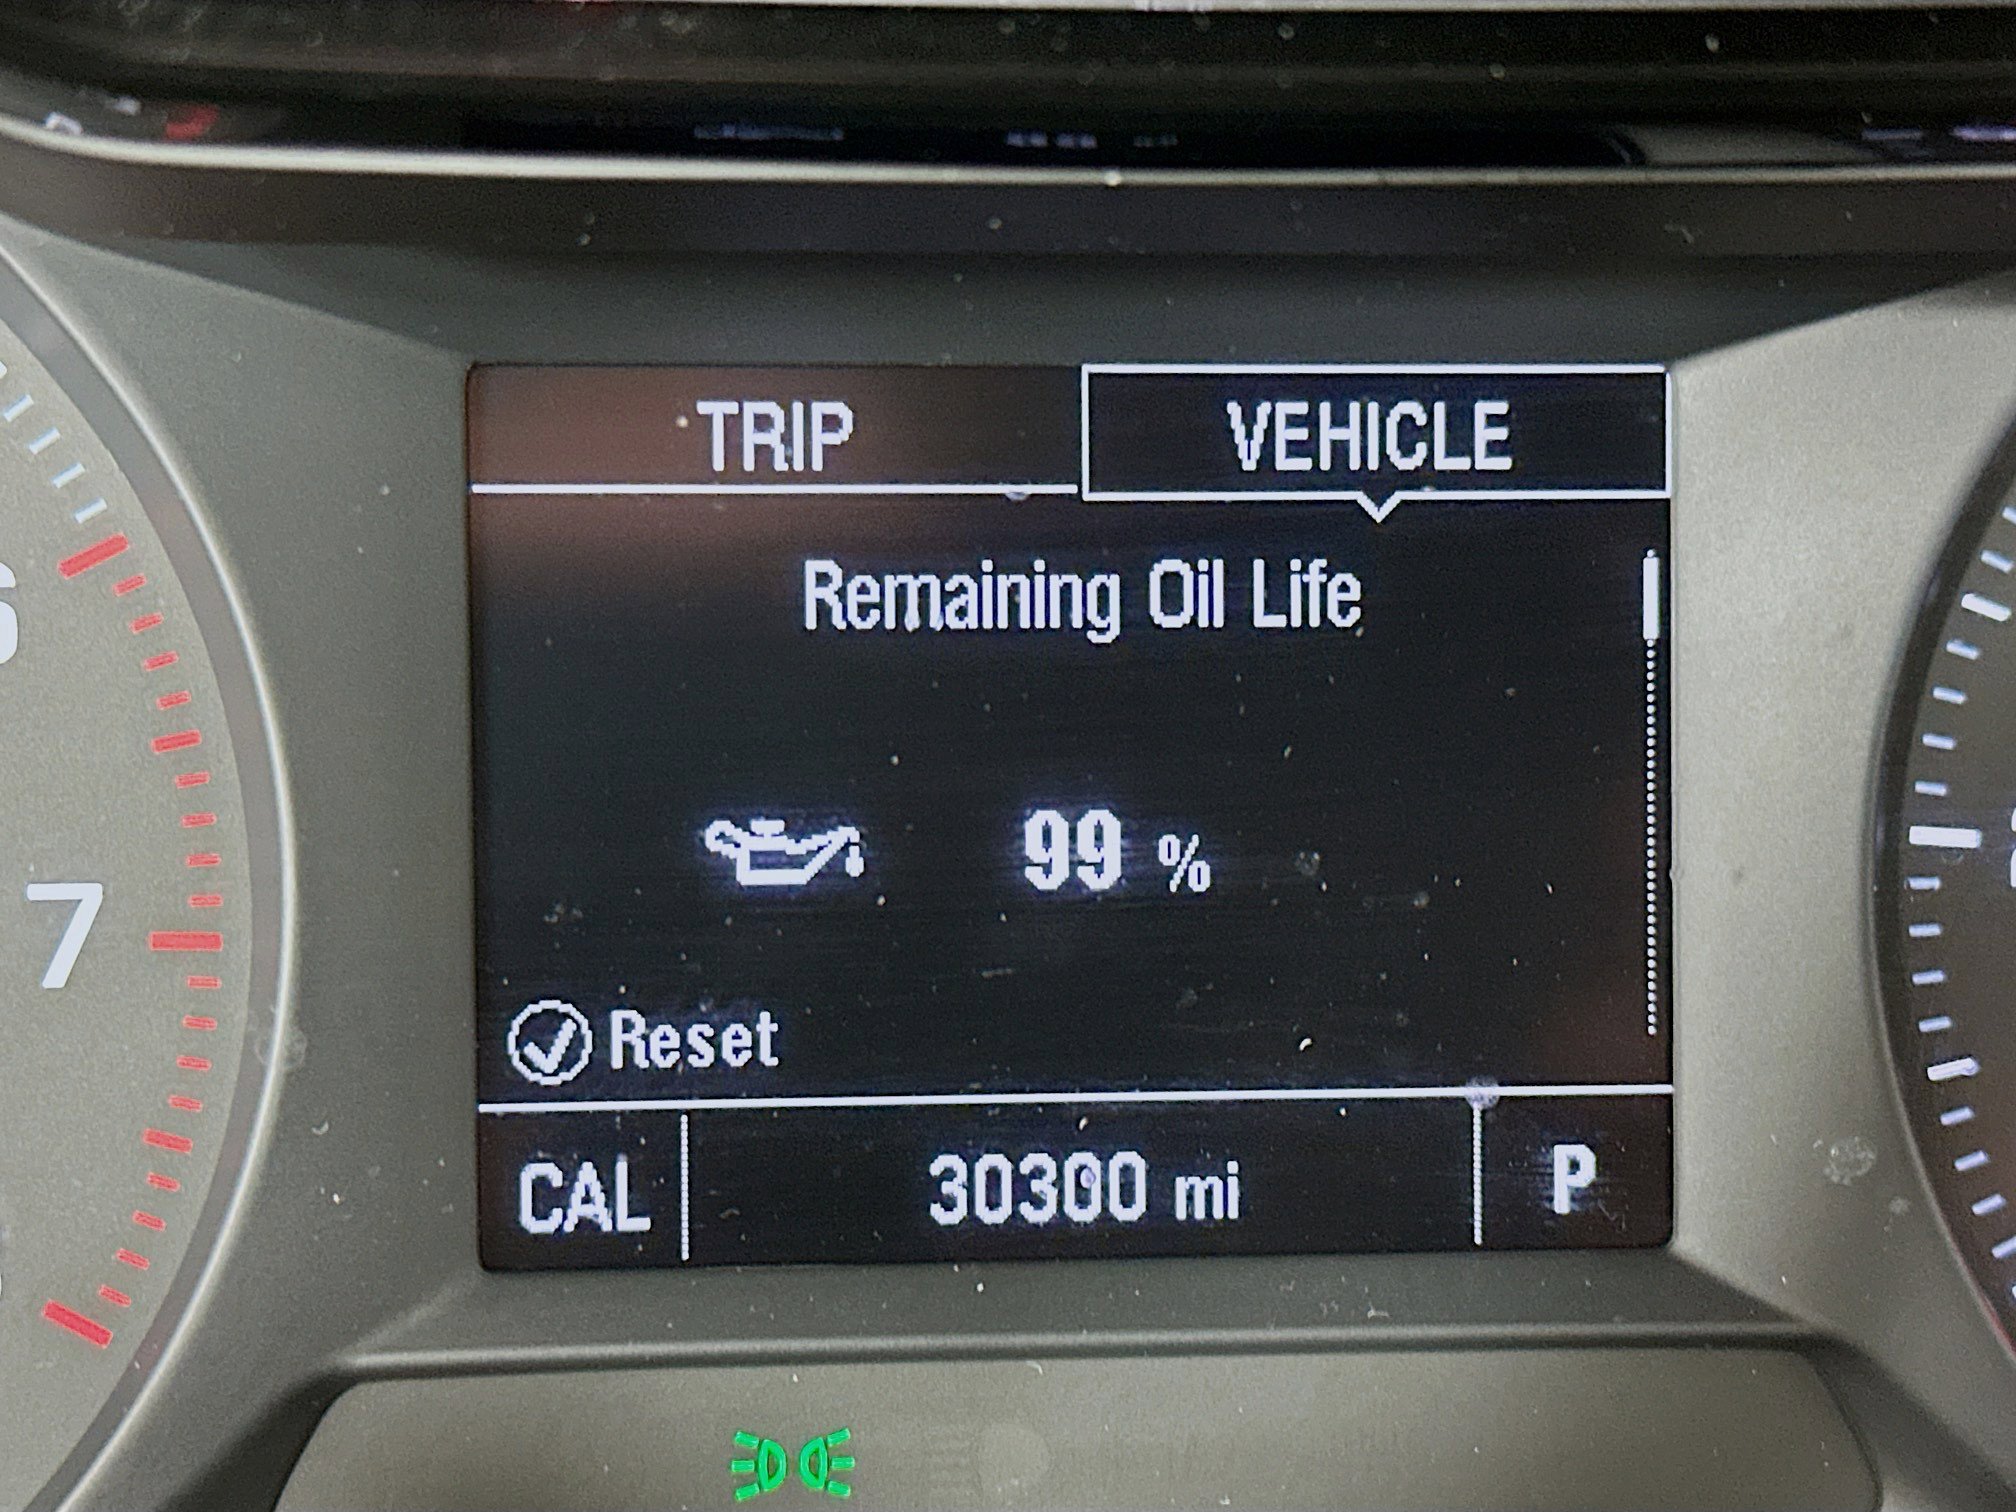 TRIP VEHICLE
Remaining Oil Life
99 %
Reset
CAL 30300 mi P
7